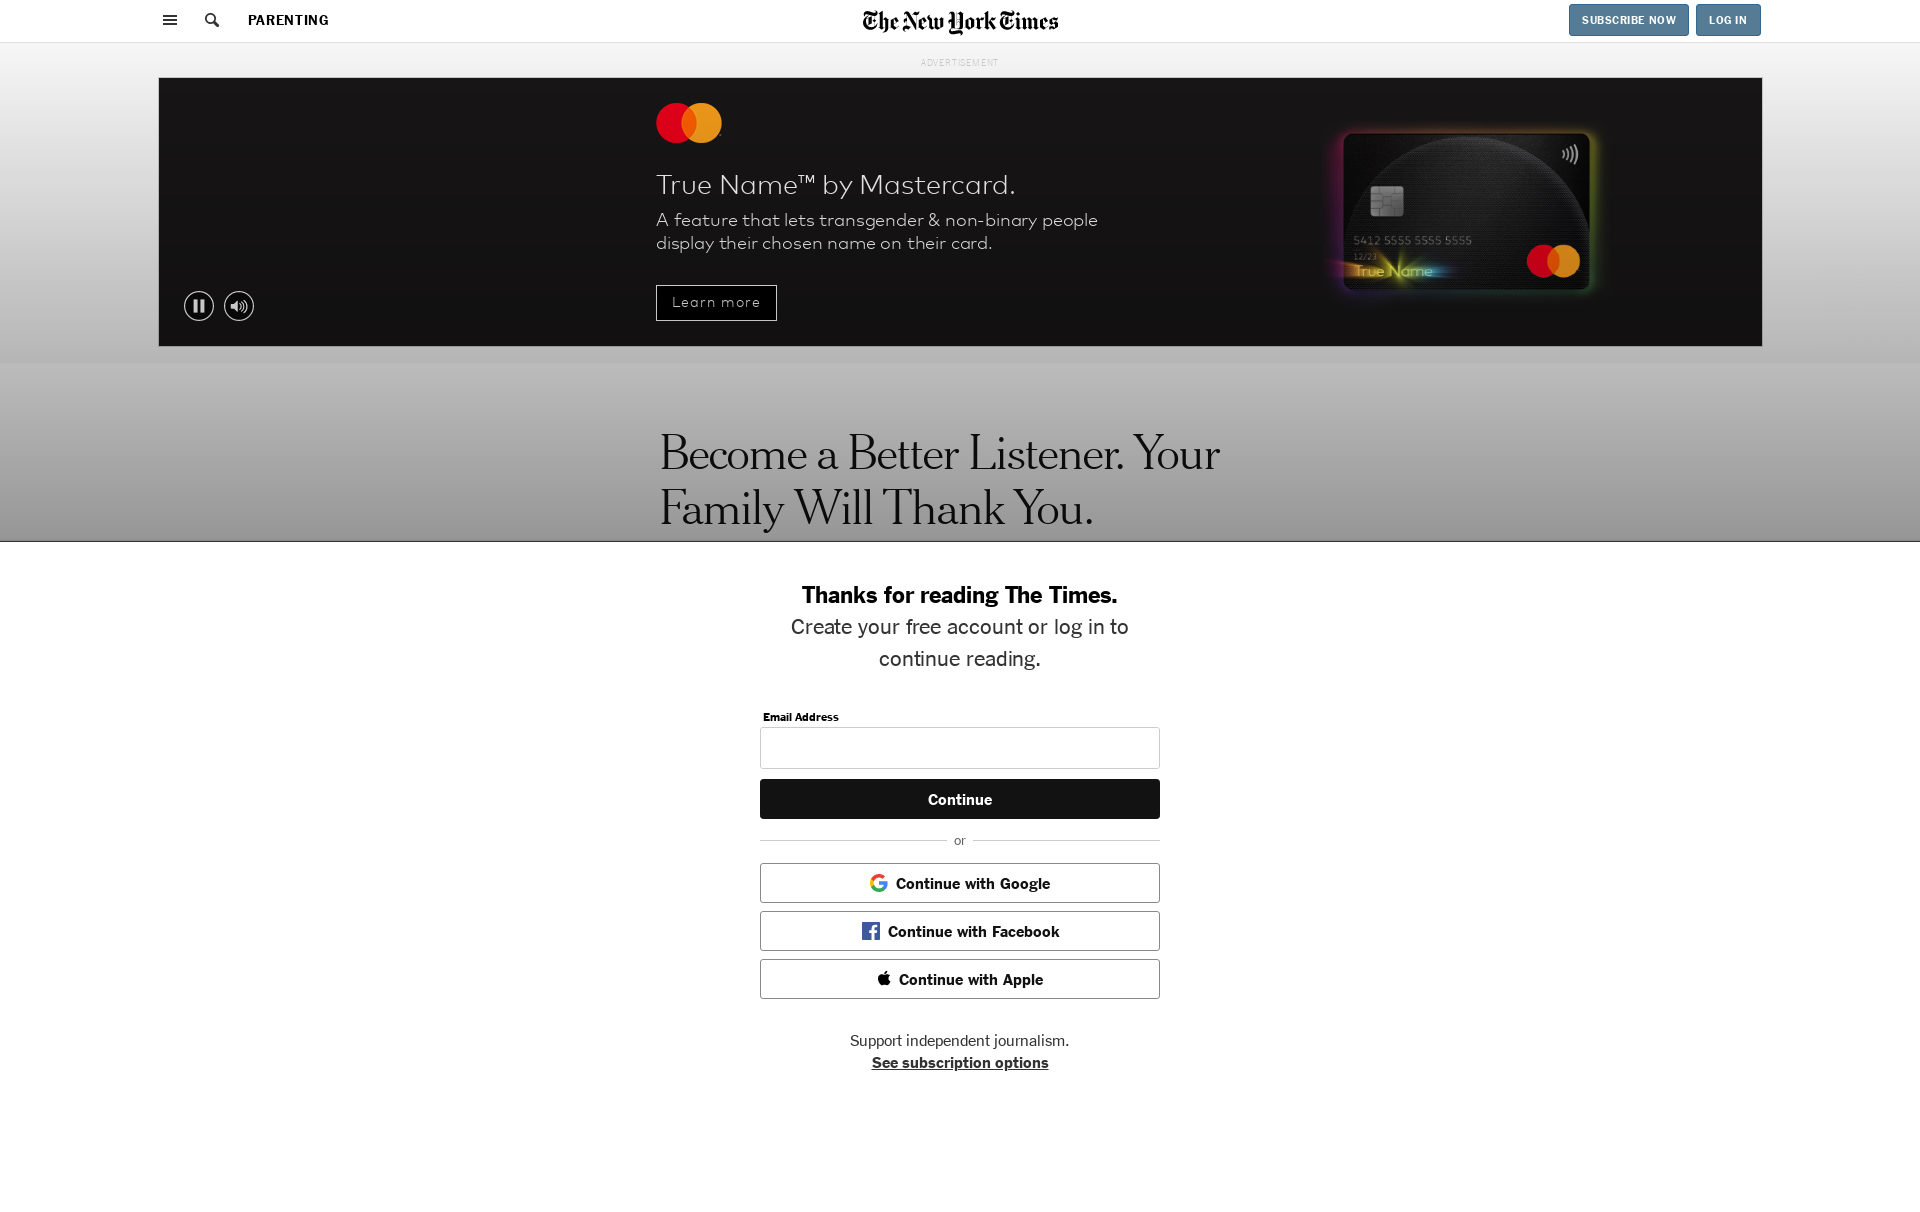 PARENTING
The New York Times
SUBSCRIBE NOW
LOG IN
ADVERTISEMENT
True Name™ by Mastercard.
A feature that lets transgender & non-binary people
display their chosen name on their card.
Learn more
5412 5555 5555 5555
12/23
True Name
Become a Better Listener. Your
Family Will Thank You.
Thanks for reading The Times.
Create your free account or log in to
continue reading.
Email Address
Continue
or
Continue with Google
Continue with Facebook
Continue with Apple
Support independent journalism.
See subscription options